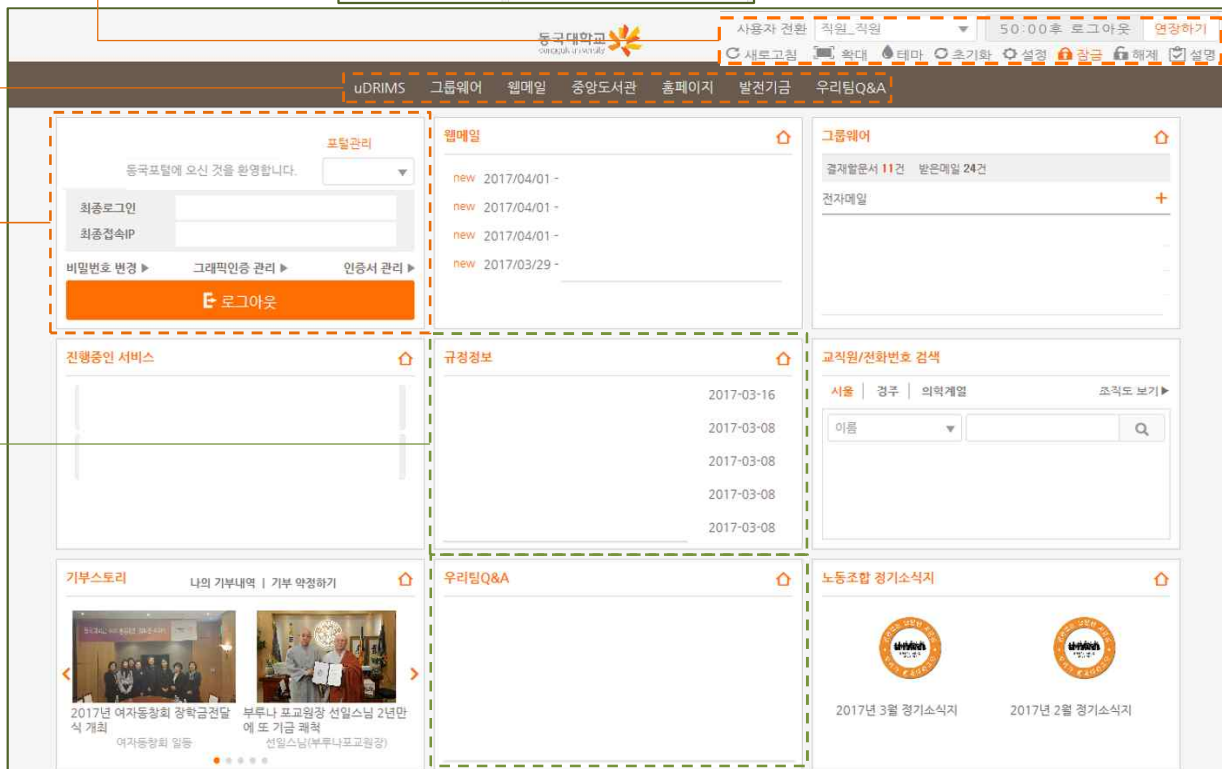 동국대학교
사용자 전환 직원_직원 50:00후 로그아웃 연장하기
새로고침 확대 테마 초기화 설정 잠금 해제 설명
uDRIMS 그룹웨어 웹메일 중앙도서관 홈페이지 발전기금 우리팀Q&A
포털관리
동국포털에 오신 것을 환영합니다.
최종로그인
최종접속IP
비밀번호 변경 ▶ 그래픽인증 관리 ▶ 인증서 관리 ▶
로그아웃
웹메일
new 2017/04/01 -
new 2017/04/01 -
new 2017/04/01 -
new 2017/03/29 -
그룹웨어
결재할문서 11건 받은메일 24건
전자메일 +
진행중인 서비스
규정정보
2017-03-16
2017-03-08
2017-03-08
2017-03-08
2017-03-08
교직원/전화번호 검색
서울 | 경주 | 의학계열 조직도 보기▶
이름
기부스토리 나의 기부내역 | 기부 약정하기
2017년 여자동창회 장학금전달
식 개최
여자동창회 일동
부루나 포교원장 선일스님 2년만
에 또 기금 쾌척
선일스님(부루나포교원장)
우리팀Q&A
노동조합 정기소식지
2017년 3월 정기소식지 2017년 2월 정기소식지